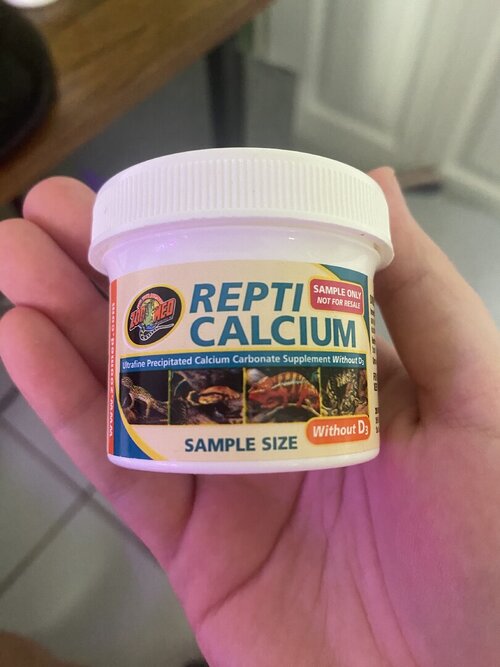 ZOO MED
REPTI
CALCIUM
SAMPLE ONLY
NOT FOR RESALE
Ultrafine Precipitated Calcium Carbonate Supplement Without D3
Without D3
SAMPLE SIZE